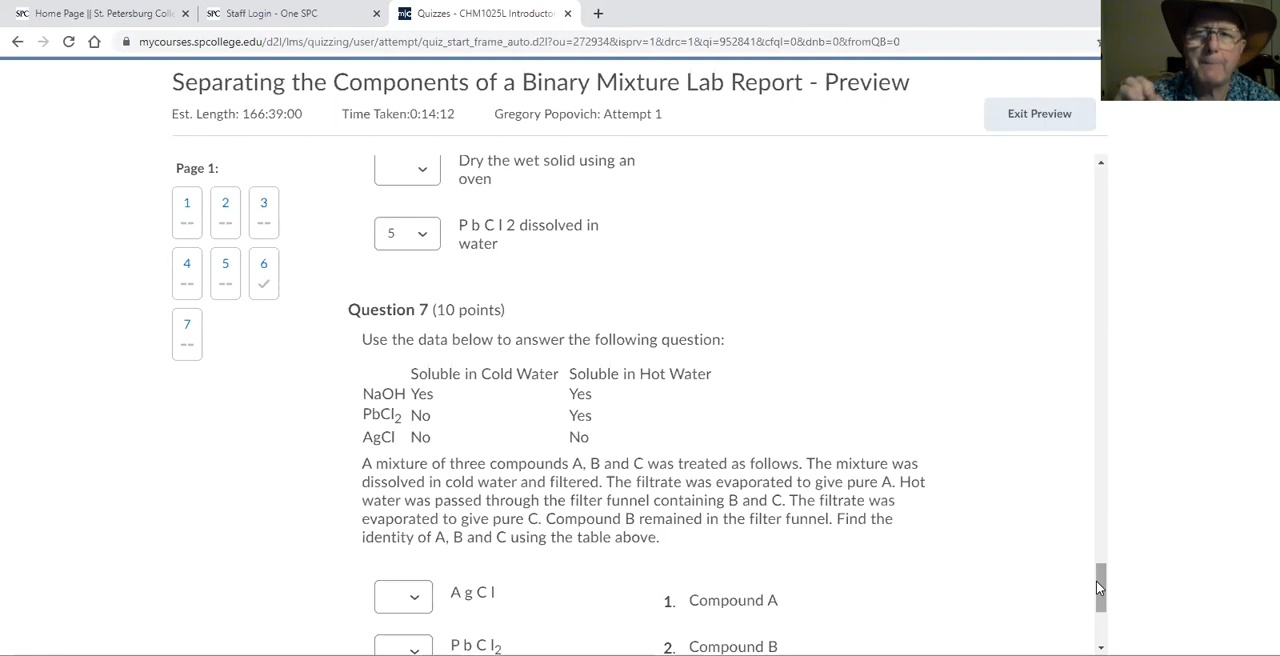 SPC Home Page || St. Petersburg Coll
SPC Staff Login - One SPC
m|c Quizzes - CHM1025L Introducto
mycourses.spcollege.edu/d2l/lms/quizzing/user/attempt/quiz_start_frame_auto.d2l?ou=272934&isprv=1&drc=1&qi=952841&cfql=0&dnb=0&fromQB=0
Separating the Components of a Binary Mixture Lab Report - Preview
Est. Length: 166:39:00 Time Taken:0:14:12 Gregory Popovich: Attempt 1
Exit Preview
Page 1:
1 2 3
-- -- --
4 5 6
-- --
7
--
Dry the wet solid using an
oven
5 P b C l 2 dissolved in
water
Question 7 (10 points)
Use the data below to answer the following question:
Soluble in Cold Water Soluble in Hot Water
NaOH Yes Yes
PbCl2 No Yes
AgCl No No
A mixture of three compounds A, B and C was treated as follows. The mixture was
dissolved in cold water and filtered. The filtrate was evaporated to give pure A. Hot
water was passed through the filter funnel containing B and C. The filtrate was
evaporated to give pure C. Compound B remained in the filter funnel. Find the
identity of A, B and C using the table above.
A g C l
1. Compound A
P b C l2
2. Compound B